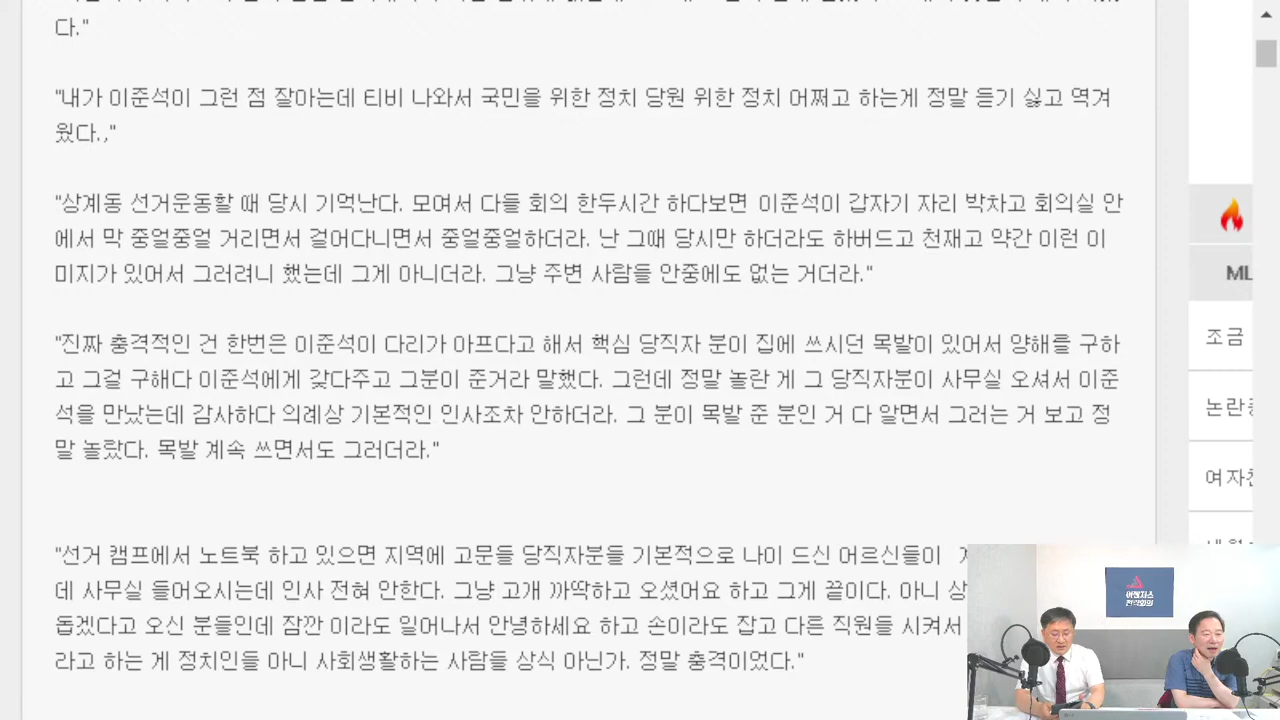 다."
"내가 이준석이 그런 점 잘아는데 티비 나와서 국민을 위한 정치 당원 위한 정치 어쩌고 하는게 정말 듣기 싫고 역겨
웠다.,"
"상계동 선거운동할 때 당시 기억난다. 모여서 다들 회의 한두시간 하다보면 이준석이 갑자기 자리 박차고 회의실 안
에서 막 중얼중얼 거리면서 걸어다니면서 중얼중얼하더라. 난 그때 당시만 하더라도 하버드고 천재고 약간 이런 이
미지가 있어서 그러려니 했는데 그게 아니더라. 그냥 주변 사람들 안중에도 없는 거더라."
"진짜 충격적인 건 한번은 이준석이 다리가 아프다고 해서 핵심 당직자 분이 집에 쓰시던 목발이 있어서 양해를 구하
고 그걸 구해다 이준석에게 갖다주고 그분이 준거라 말했다. 그런데 정말 놀란 게 그 당직자분이 사무실 오셔서 이준
석을 만났는데 감사하다 의례상 기본적인 인사조차 안하더라. 그 분이 목발 준 분인 거 다 알면서 그러는 거 보고 정
말 놀랐다. 목발 계속 쓰면서도 그러더라."
"선거 캠프에서 노트북 하고 있으면 지역에 고문들 당직자분들 기본적으로 나이 드신 어르신들이
데 사무실 들어오시는데 인사 전혀 안한다. 그냥 고개 까딱하고 오셨어요 하고 그게 끝이다. 아니 상
돕겠다고 오신 분들인데 잠깐 이라도 일어나서 안녕하세요 하고 손이라도 잡고 다른 직원들 시켜서
라고 하는 게 정치인들 아니 사회생활하는 사람들 상식 아닌가. 정말 충격이었다."
ML
조금
논란
여자친
어벤저스
전략회의